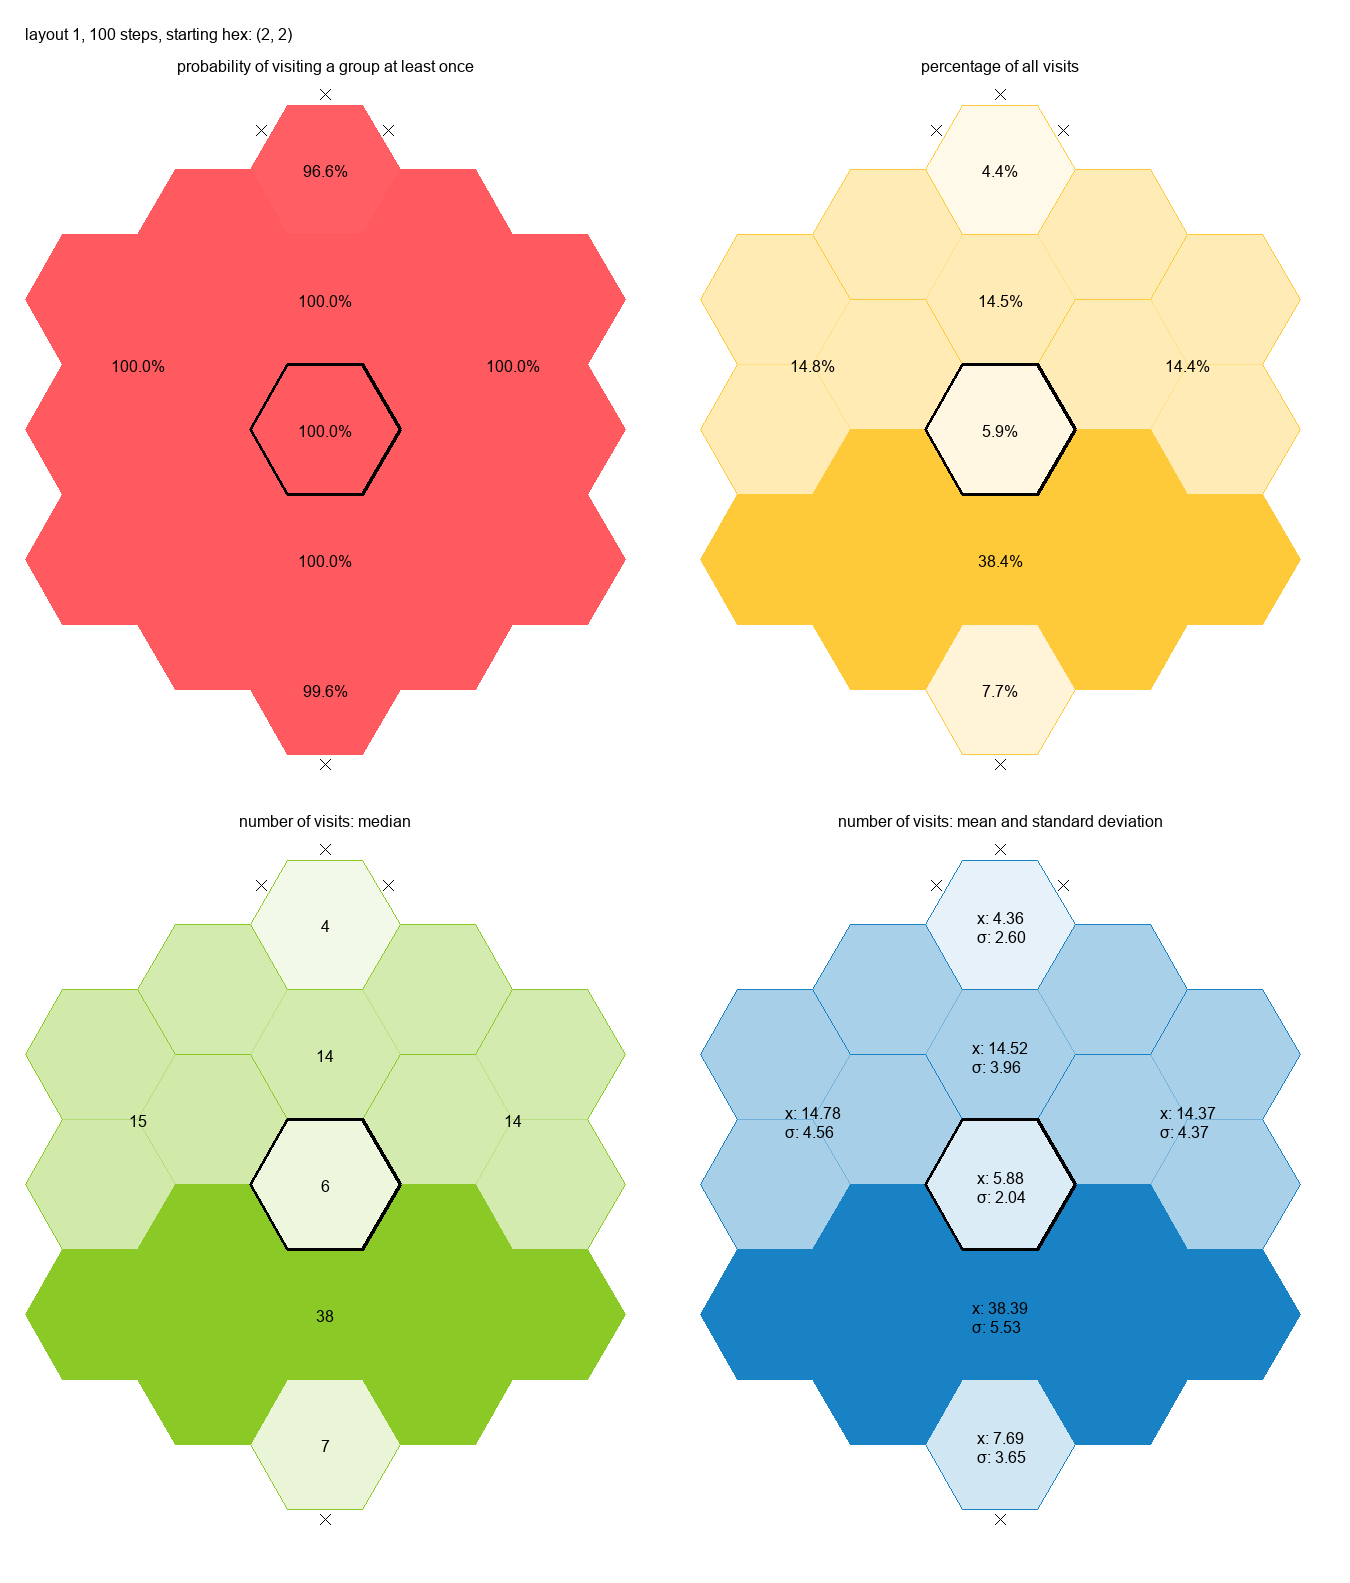 layout 1, 100 steps, starting hex: (2, 2)
probability of visiting a group at least once
96.6%
100.0%
100.0%
100.0%
100.0%
100.0%
99.6%
percentage of all visits
4.4%
14.5%
14.8%
14.4%
5.9%
38.4%
7.7%
number of visits: median
4
14
15
14
6
38
7
number of visits: mean and standard deviation
x: 4.36
σ: 2.60
x: 14.52
σ: 3.96
x: 14.78
σ: 4.56
x: 14.37
σ: 4.37
x: 5.88
σ: 2.04
x: 38.39
σ: 5.53
x: 7.69
σ: 3.65